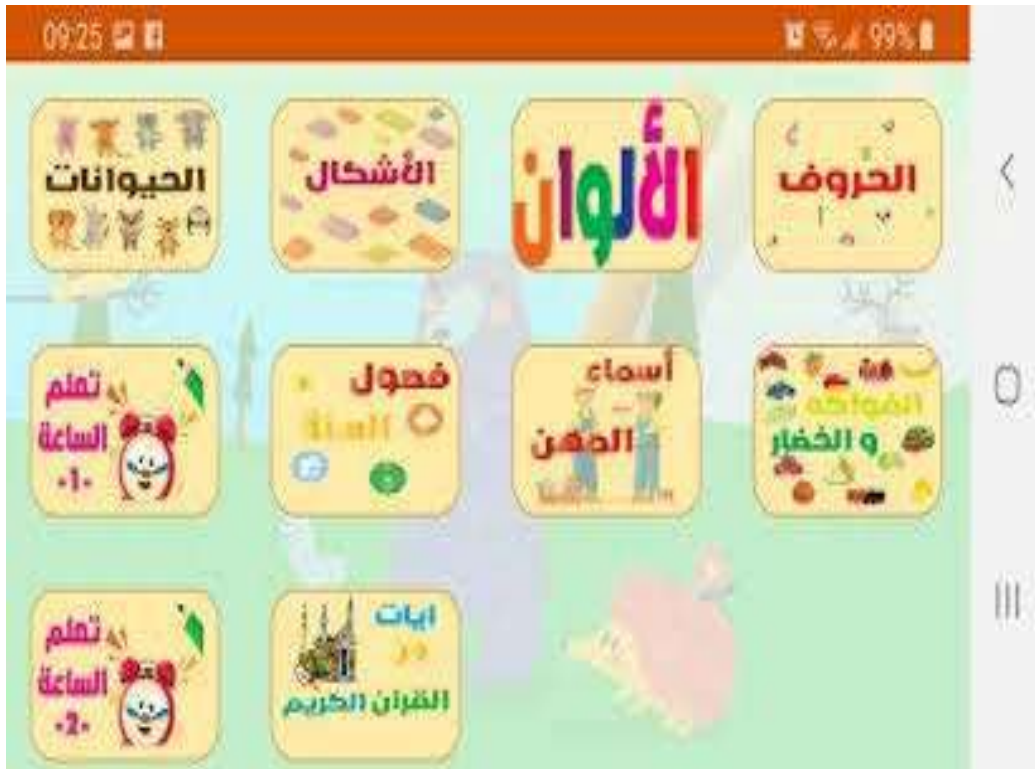 09:25
99%
الحروف
الألوان
الأشكال
الحيوانات
الفواكه
و الخضار
أسماء
المهن
فصول
السنة
تعلم
الساعة
-1-
ايات
القرآن الكريم
تعلم
الساعة
-2-